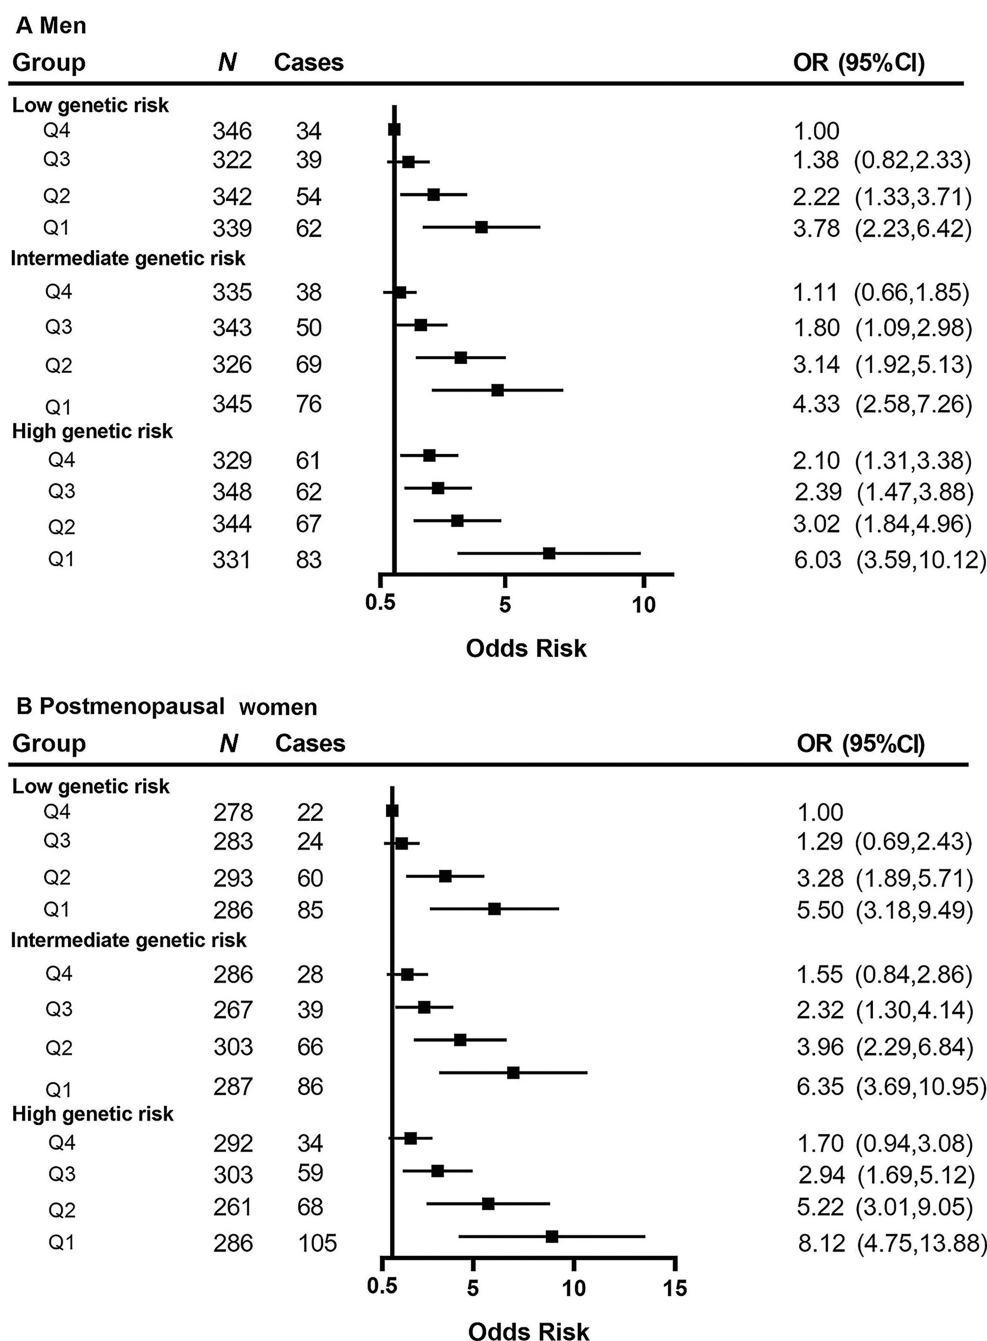 A Men
Group N Cases OR (95%CI)
Low genetic risk
Q4 346 34 1.00
Q3 322 39 1.38 (0.82,2.33)
Q2 342 54 2.22 (1.33,3.71)
Q1 339 62 3.78 (2.23,6.42)
Intermediate genetic risk
Q4 335 38 1.11 (0.66,1.85)
Q3 343 50 1.80 (1.09,2.98)
Q2 326 69 3.14 (1.92,5.13)
Q1 345 76 4.33 (2.58,7.26)
High genetic risk
Q4 329 61 2.10 (1.31,3.38)
Q3 348 62 2.39 (1.47,3.88)
Q2 344 67 3.02 (1.84,4.96)
Q1 331 83 6.03 (3.59,10.12)
0.5 5 10
Odds Risk
B Postmenopausal women
Group N Cases OR (95%CI)
Low genetic risk
Q4 278 22 1.00
Q3 283 24 1.29 (0.69,2.43)
Q2 293 60 3.28 (1.89,5.71)
Q1 286 85 5.50 (3.18,9.49)
Intermediate genetic risk
Q4 286 28 1.55 (0.84,2.86)
Q3 267 39 2.32 (1.30,4.14)
Q2 303 66 3.96 (2.29,6.84)
Q1 287 86 6.35 (3.69,10.95)
High genetic risk
Q4 292 34 1.70 (0.94,3.08)
Q3 303 59 2.94 (1.69,5.12)
Q2 261 68 5.22 (3.01,9.05)
Q1 286 105 8.12 (4.75,13.88)
0.5 5 10 15
Odds Risk